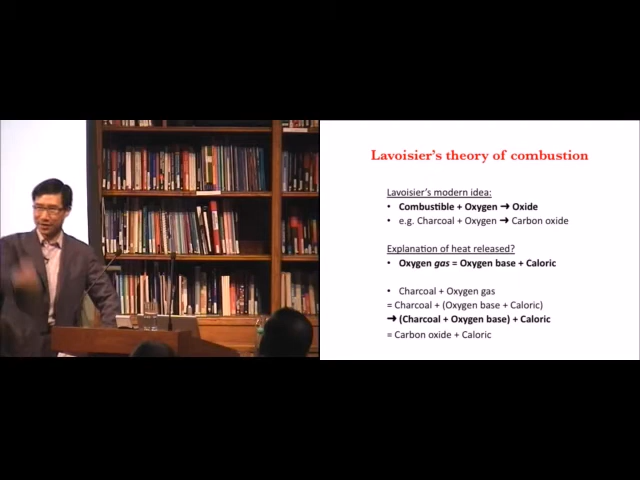 Lavoisier's theory of combustion
Lavoisier's modern idea:
• Combustible + Oxygen ➜ Oxide
• e.g. Charcoal + Oxygen ➜ Carbon oxide
Explanation of heat released?
• Oxygen gas = Oxygen base + Caloric
• Charcoal + Oxygen gas
= Charcoal + (Oxygen base + Caloric)
➜ (Charcoal + Oxygen base) + Caloric
= Carbon oxide + Caloric